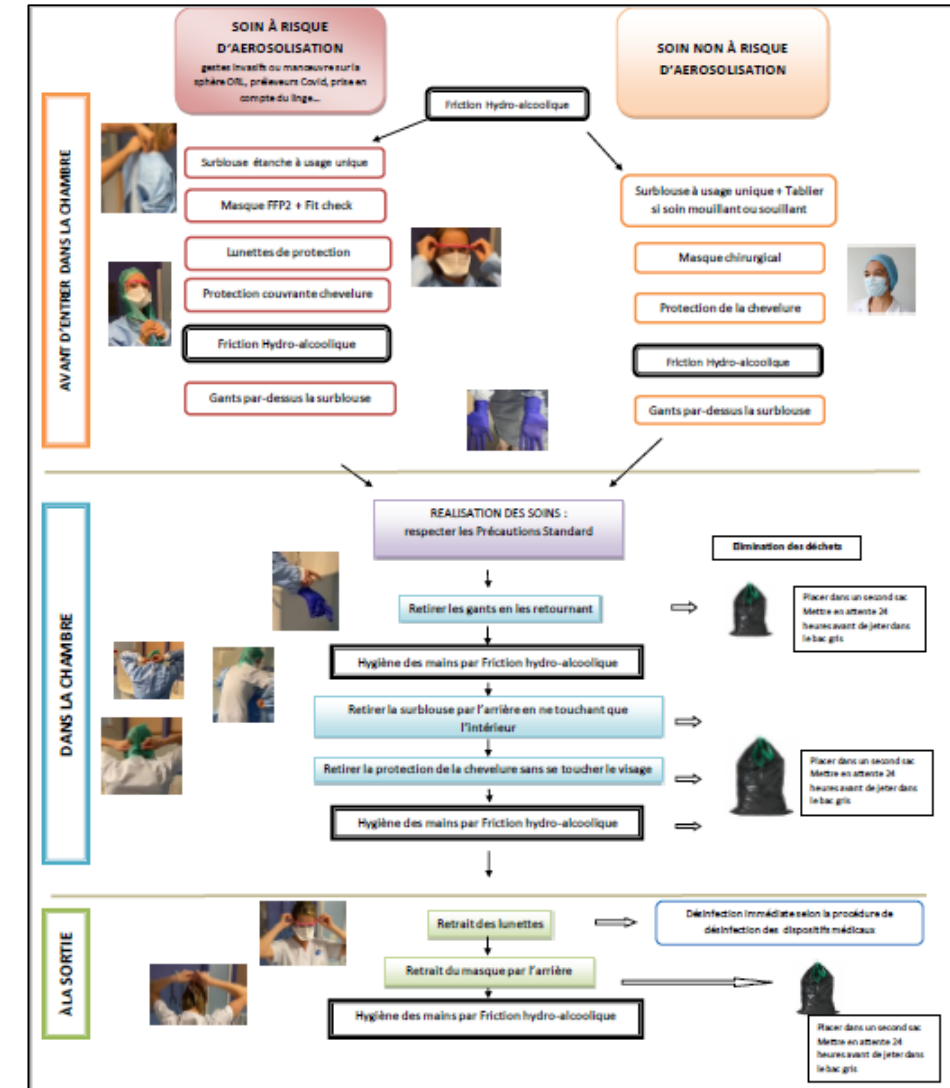 SOIN À RISQUE
D'AEROSOLISATION
gestes invasifs ou manœuvre sur la
sphère ORL, préleveurs Covid, prise en
compte du linge...
SOIN NON À RISQUE
D'AEROSOLISATION
Friction Hydro-alcoolique
AVANT D'ENTRER DANS LA CHAMBRE
Surblouse étanche à usage unique
Masque FFP2 + Fit check
Lunettes de protection
Protection couvrante chevelure
Friction Hydro-alcoolique
Gants par-dessus la surblouse
Surblouse à usage unique + Tablier
si soin mouillant ou souillant
Masque chirurgical
Protection de la chevelure
Friction Hydro-alcoolique
Gants par-dessus la surblouse
DANS LA CHAMBRE
REALISATION DES SOINS :
respecter les Précautions Standard
Elimination des déchets
Retirer les gants en les retournant
Placer dans un second sac
Mettre en attente 24
heures avant de jeter dans
le bac gris
Hygiène des mains par Friction hydro-alcoolique
Retirer la surblouse par l'arrière en ne touchant que
l'intérieur
Retirer la protection de la chevelure sans se toucher le visage
Placer dans un second sac
Mettre en attente 24
heures avant de jeter dans
le bac gris
Hygiène des mains par Friction hydro-alcoolique
À LA SORTIE
Retrait des lunettes
Désinfection immédiate selon la procédure de
désinfection des dispositifs médicaux
Retrait du masque par l'arrière
Hygiène des mains par Friction hydro-alcoolique
Placer dans un second sac
Mettre en attente 24
heures avant de jeter dans
le bac gris